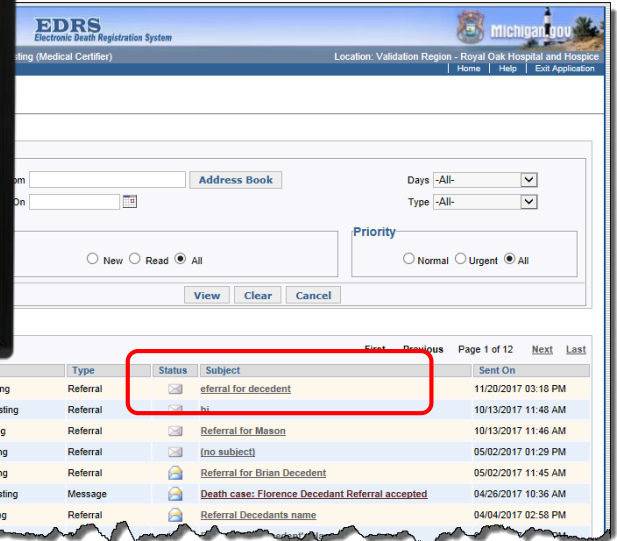 EDRS
Electronic Death Registration System
Michigan.gov
sting (Medical Certifier)
Location: Validation Region - Royal Oak Hospital and Hospice
Home | Help | Exit Application
om
Address Book
Days -All-
On
Type -All-
Priority
New Read All
Normal Urgent All
View Clear Cancel
First Previous Page 1 of 12 Next Last
Type Status Subject Sent On
ng Referral eferral for decedent 11/20/2017 03:18 PM
sting Referral hi 10/13/2017 11:48 AM
g Referral Referral for Mason 10/13/2017 11:46 AM
ng Referral (no subject) 05/02/2017 01:29 PM
ng Referral Referral for Brian Decedent 05/02/2017 11:45 AM
sting Message Death case: Florence Decedant Referral accepted 04/26/2017 10:36 AM
ng Referral Referral Decedants name 04/04/2017 02:58 PM